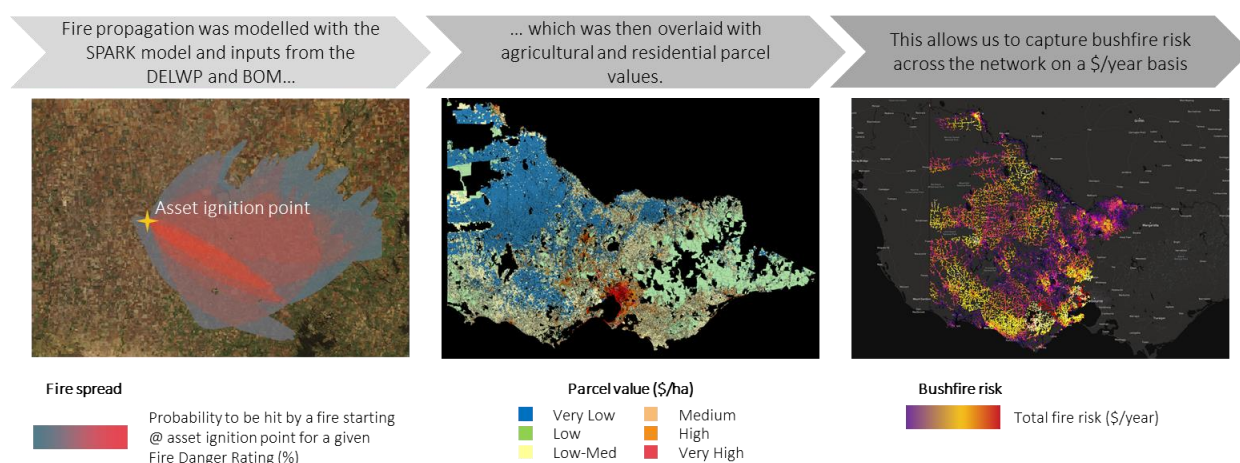 Fire propagation was modelled with the
SPARK model and inputs from the
DELWP and BOM...
... which was then overlaid with
agricultural and residential parcel
values.
This allows us to capture bushfire risk
across the network on a $/year basis
Asset ignition point
Fire spread
Probability to be hit by a fire starting
@ asset ignition point for a given
Fire Danger Rating (%)
Parcel value ($/ha)
Very Low
Low
Low-Med
Medium
High
Very High
Bushfire risk
Total fire risk ($/year)